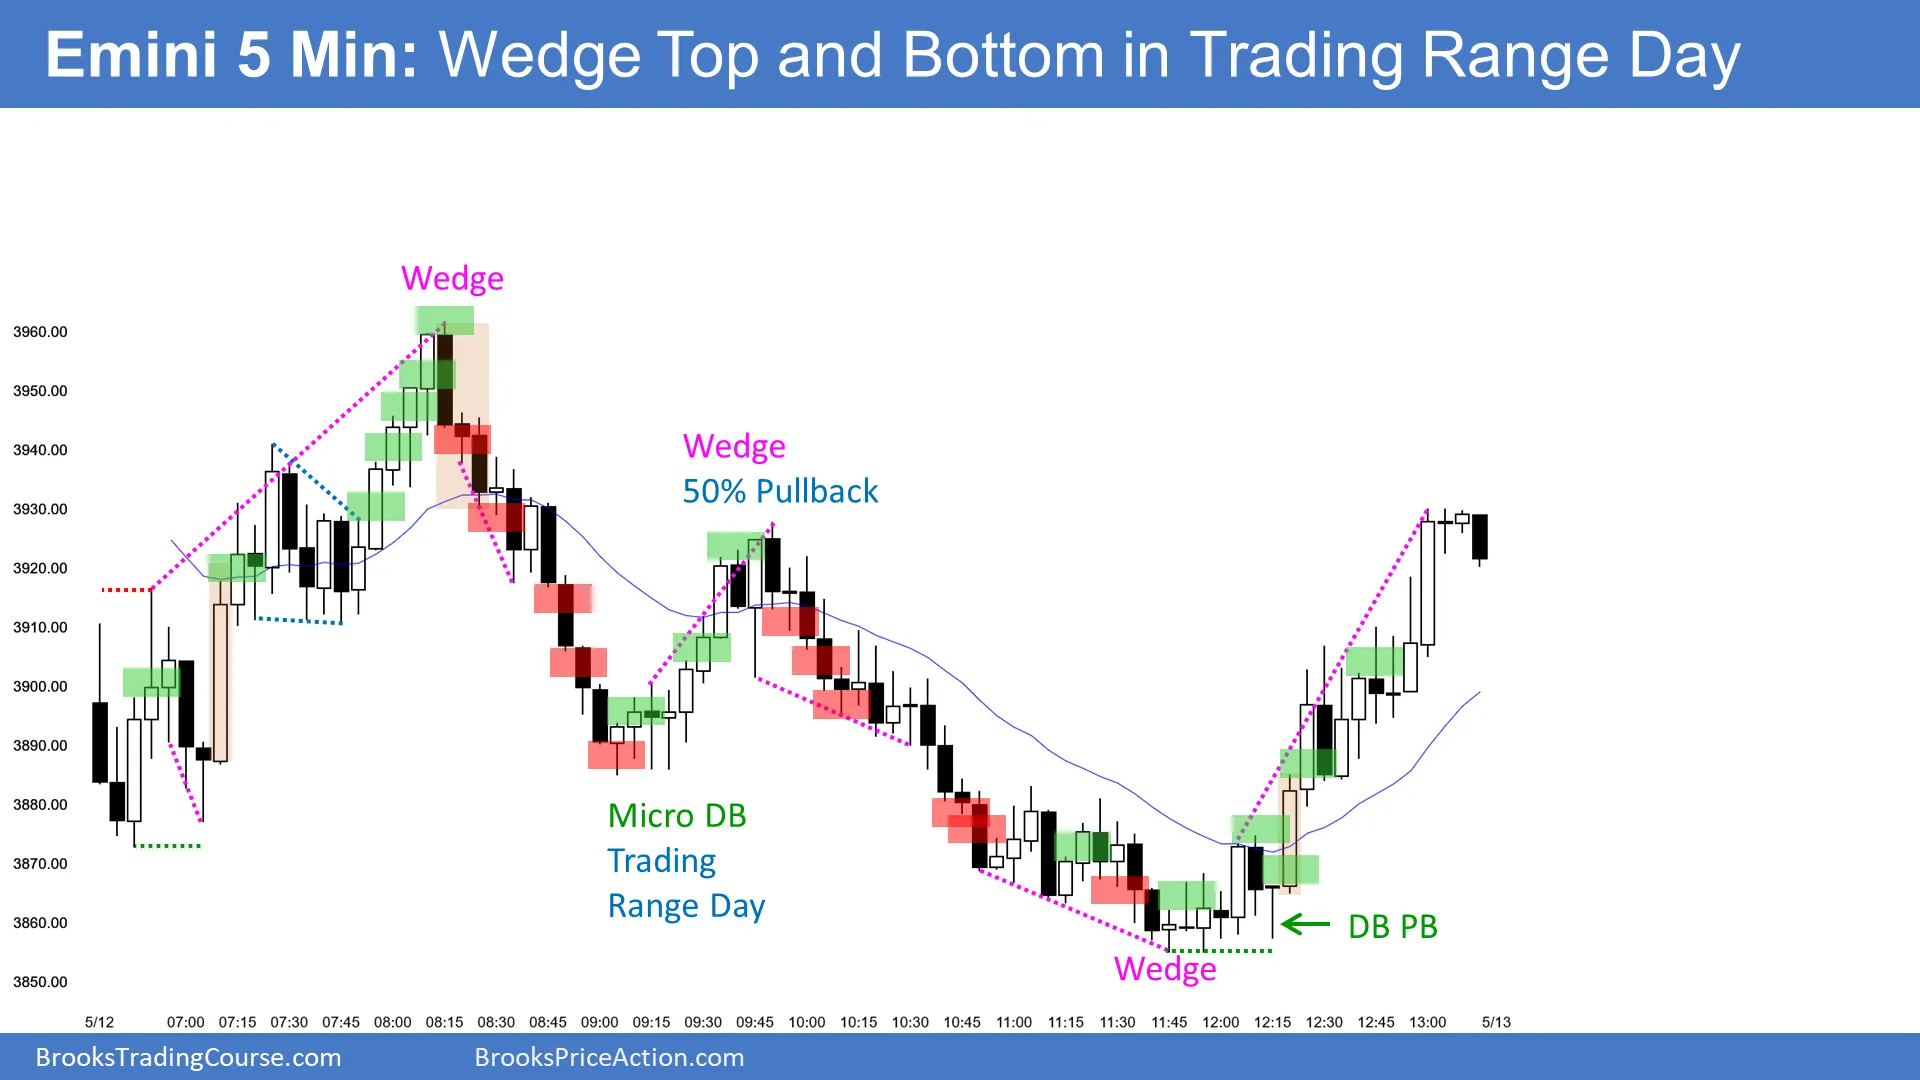 Emini 5 Min: Wedge Top and Bottom in Trading Range Day
Wedge
3960.00
3950.00
3940.00
3930.00
3920.00
3910.00
3900.00
3890.00
3880.00
3870.00
3860.00
3850.00
Wedge
50% Pullback
Micro DB
Trading
Range Day
DB PB
Wedge
5/12 07:00 07:15 07:30 07:45 08:00 08:15 08:30 08:45 09:00 09:15 09:30 09:45 10:00 10:15 10:30 10:45 11:00 11:15 11:30 11:45 12:00 12:15 12:30 12:45 13:00 5/13
BrooksTradingCourse.com BrooksPriceAction.com